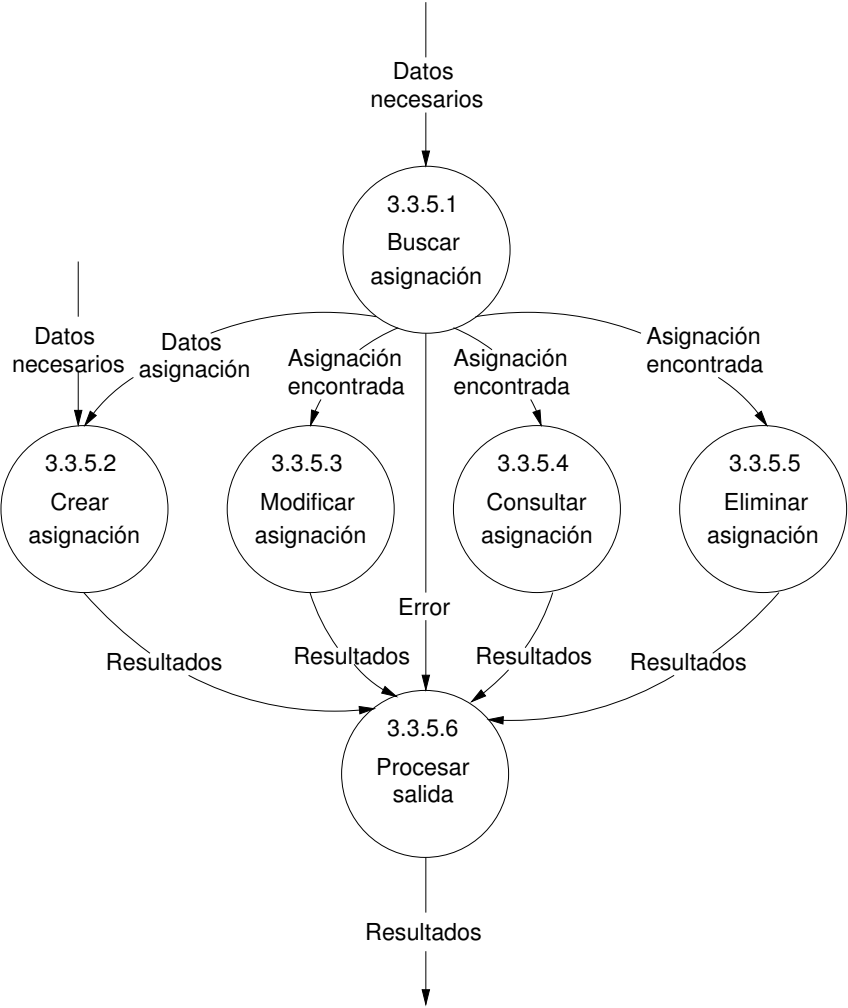 Datos
necesarios
3.3.5.1
Buscar
asignación
Datos
necesarios
Datos
asignación
Asignación
encontrada
Asignación
encontrada
Asignación
encontrada
3.3.5.2
Crear
asignación
3.3.5.3
Modificar
asignación
3.3.5.4
Consultar
asignación
3.3.5.5
Eliminar
asignación
Error
Resultados
Resultados
Resultados
Resultados
3.3.5.6
Procesar
salida
Resultados